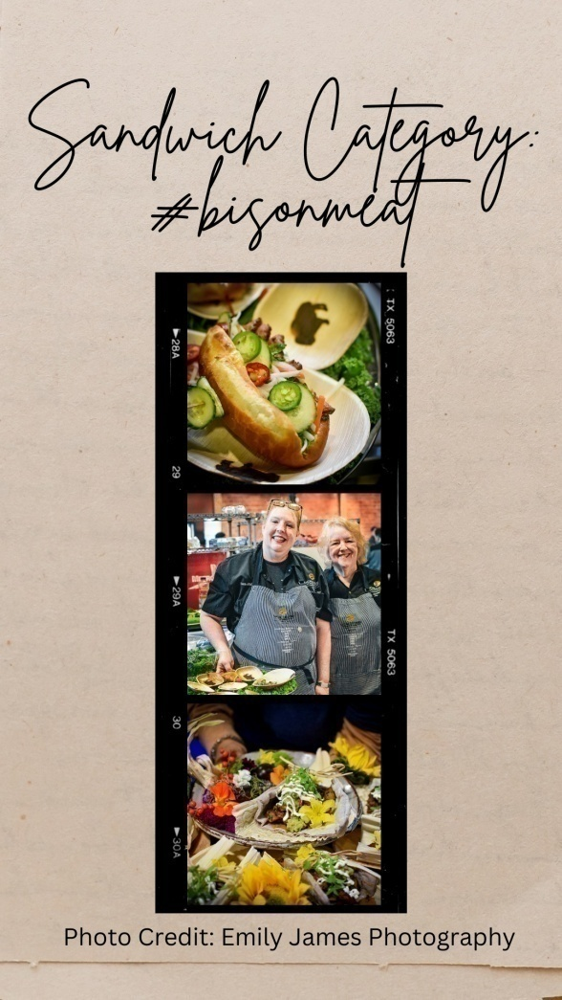 Sandwich Category:
#bisonmeat
TX 5063
▶28A
29
▶29A
TX 5063
30
▶30A
Photo Credit: Emily James Photography